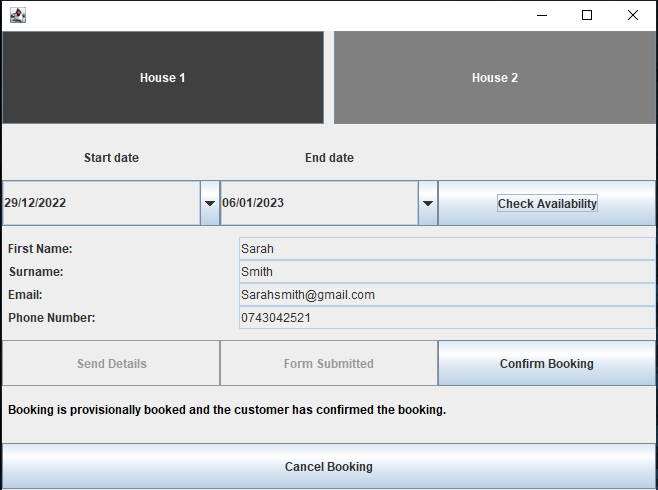 House 1 House 2
Start date End date
29/12/2022 06/01/2023 Check Availability
First Name: Sarah
Surname: Smith
Email: Sarahsmith@gmail.com
Phone Number: 0743042521
Send Details Form Submitted Confirm Booking
Booking is provisionally booked and the customer has confirmed the booking.
Cancel Booking